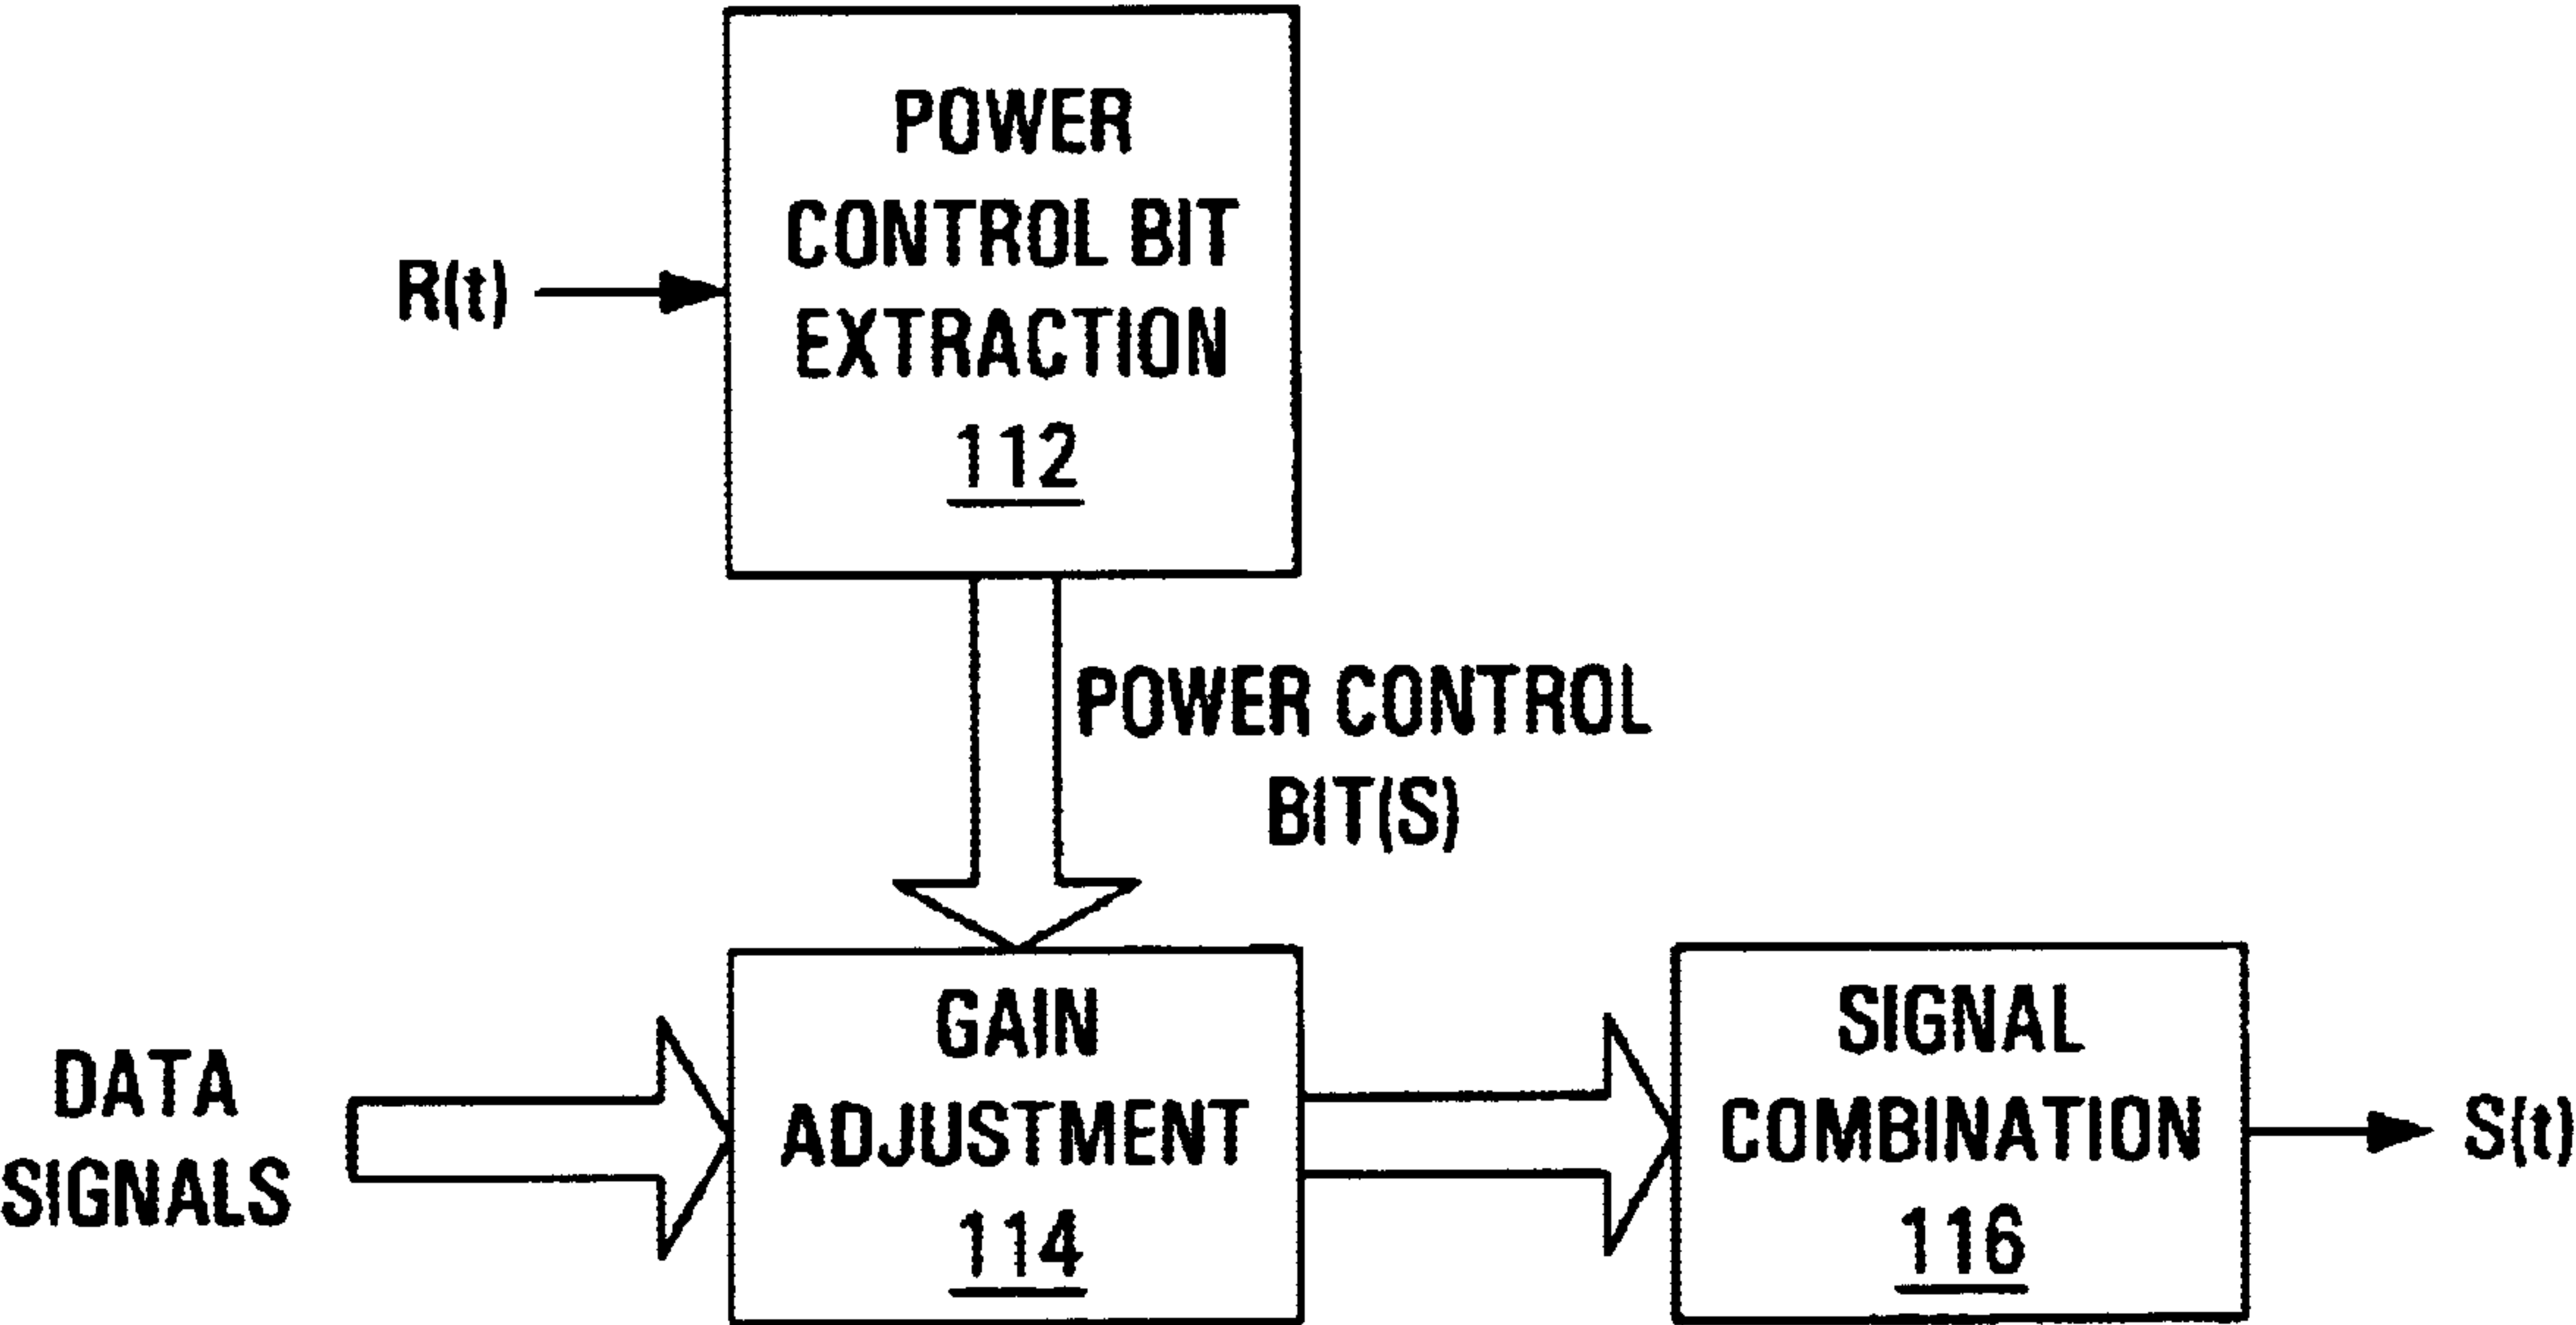 POWER
CONTROL BIT
EXTRACTION
112
R(t)
POWER CONTROL
BIT(S)
DATA
SIGNALS
GAIN
ADJUSTMENT
114
SIGNAL
COMBINATION
116
S(t)